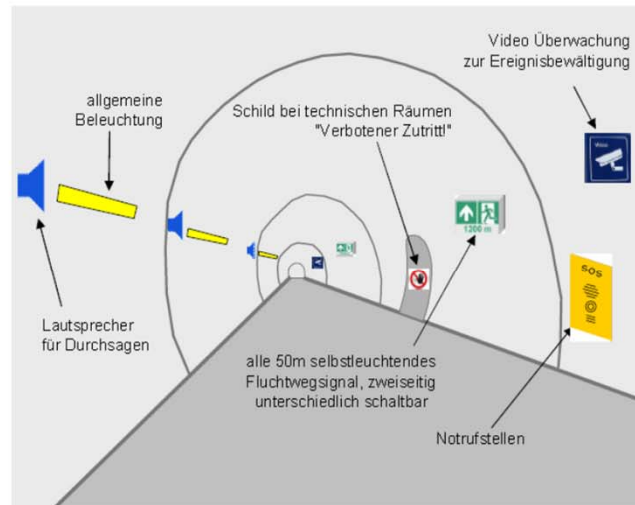 Video Überwachung
zur Ereignisbewältigung
allgemeine
Beleuchtung
Schild bei technischen Räumen
"Verbotener Zutritt!"
1200 m
SOS
Lautsprecher
für Durchsagen
alle 50m selbstleuchtendes
Fluchtwegsignal, zweiseitig
unterschiedlich schaltbar
Notrufstellen